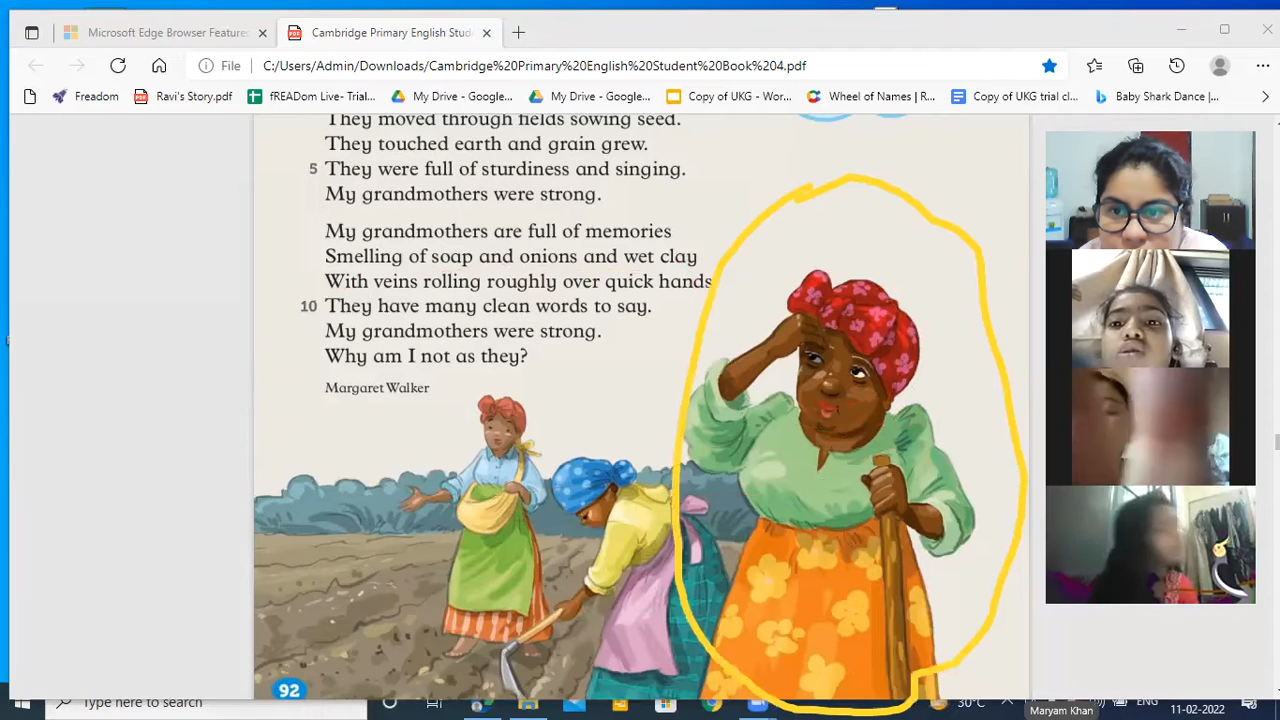 Microsoft Edge Browser Feature
Cambridge Primary English Stud
File
C:/Users/Admin/Downloads/Cambridge%20Primary%20English%20Student%20Book%204.pdf
Freadom
Ravi's Story.pdf
fREADom Live- Trial...
My Drive - Google...
My Drive - Google...
Copy of UKG - Wor...
Wheel of Names | R...
Copy of UKG trial cl...
Baby Shark Dance |...
They moved through fields sowing seed.
They touched earth and grain grew.
5 They were full of sturdiness and singing.
My grandmothers were strong.
My grandmothers are full of memories
Smelling of soap and onions and wet clay
With veins rolling roughly over quick hands
10 They have many clean words to say.
My grandmothers were strong.
Why am I not as they?
Margaret Walker
92
Type here to search
30°C
ENG
Maryam Khan
11-02-2022